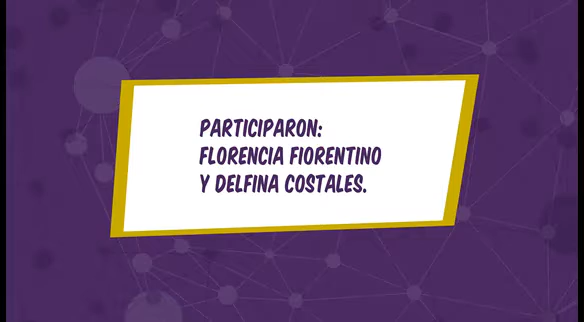 PARTICIPARON:
FLORENCIA FIORENTINO
Y DELFINA COSTALES.